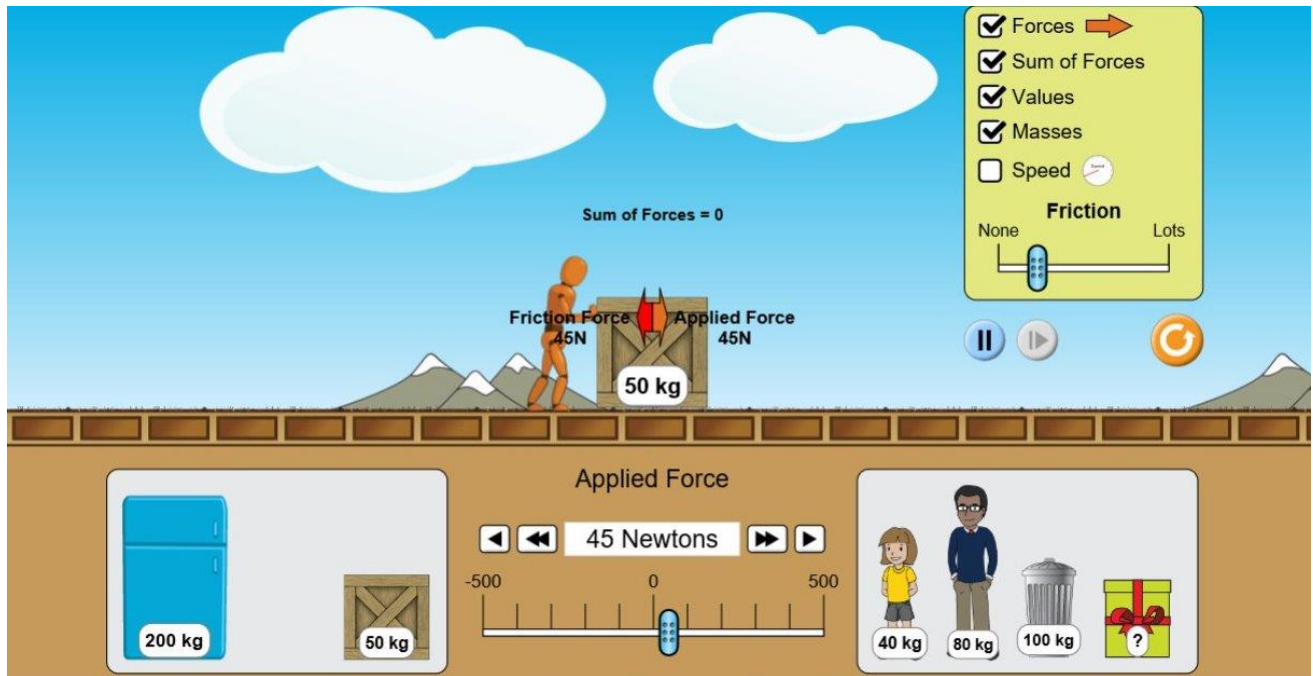 Forces
Sum of Forces
Values
Masses
Speed
Friction
None Lots
Sum of Forces = 0
Friction Force Applied Force
45N 45N
50 kg
Applied Force
45 Newtons
-500 0 500
200 kg
50 kg
40 kg
80 kg
100 kg
?